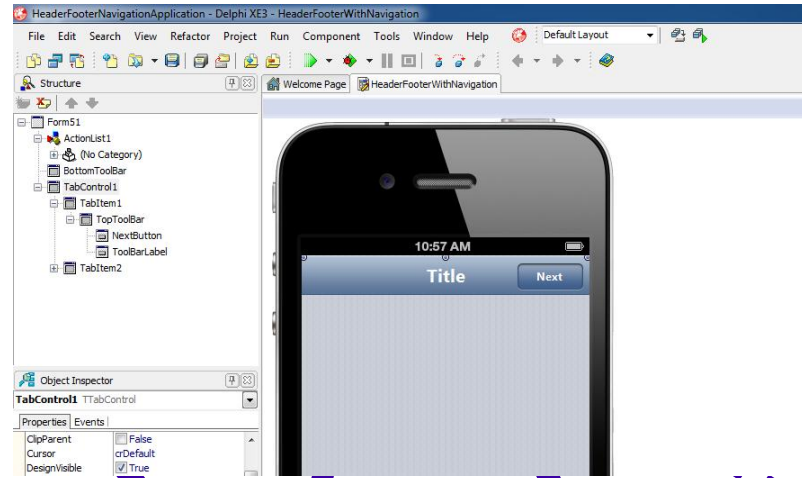 HeaderFooterNavigationApplication - Delphi XE3 - HeaderFooterWithNavigation
File Edit Search View Refactor Project Run Component Tools Window Help Default Layout
Structure
Welcome Page HeaderFooterWithNavigation
Form51
ActionList1
(No Category)
BottomToolBar
TabControl1
TabItem1
TopToolBar
NextButton
ToolBarLabel
TabItem2
10:57 AM
Title Next
Object Inspector
TabControl1 TTabControl
Properties Events
ClipParent False
Cursor crDefault
DesignVisible True